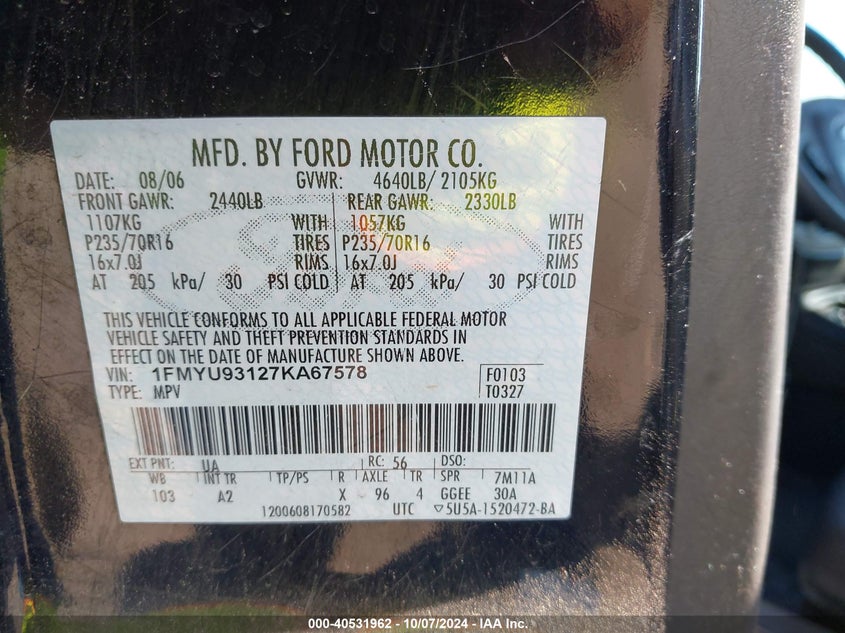 MFD. BY FORD MOTOR CO.
DATE: 08/06 GVWR: 4640LB/ 2105KG
FRONT GAWR: 2440LB REAR GAWR: 2330LB
1107KG WITH 1057KG WITH
P235/70R16 TIRES P235/70R16 TIRES
16x7.0J RIMS 16x7.0J RIMS
AT 205 kPa/ 30 PSI COLD AT 205 kPa/ 30 PSI COLD
THIS VEHICLE CONFORMS TO ALL APPLICABLE FEDERAL MOTOR
VEHICLE SAFETY AND THEFT PREVENTION STANDARDS IN
EFFECT ON THE DATE OF MANUFACTURE SHOWN ABOVE.
VIN: 1FMYU93127KA67578 F0103
TYPE: MPV T0327
EXT PNT: UA RC: 56 DSO:
WB INT TR TP/PS R AXLE TR SPR 7M11A
103 A2 X 96 4 GGEE 30A
1200608170582 UTC ▽5U5A-1520472-BA
000-40531962 - 10/07/2024 - IAA Inc.